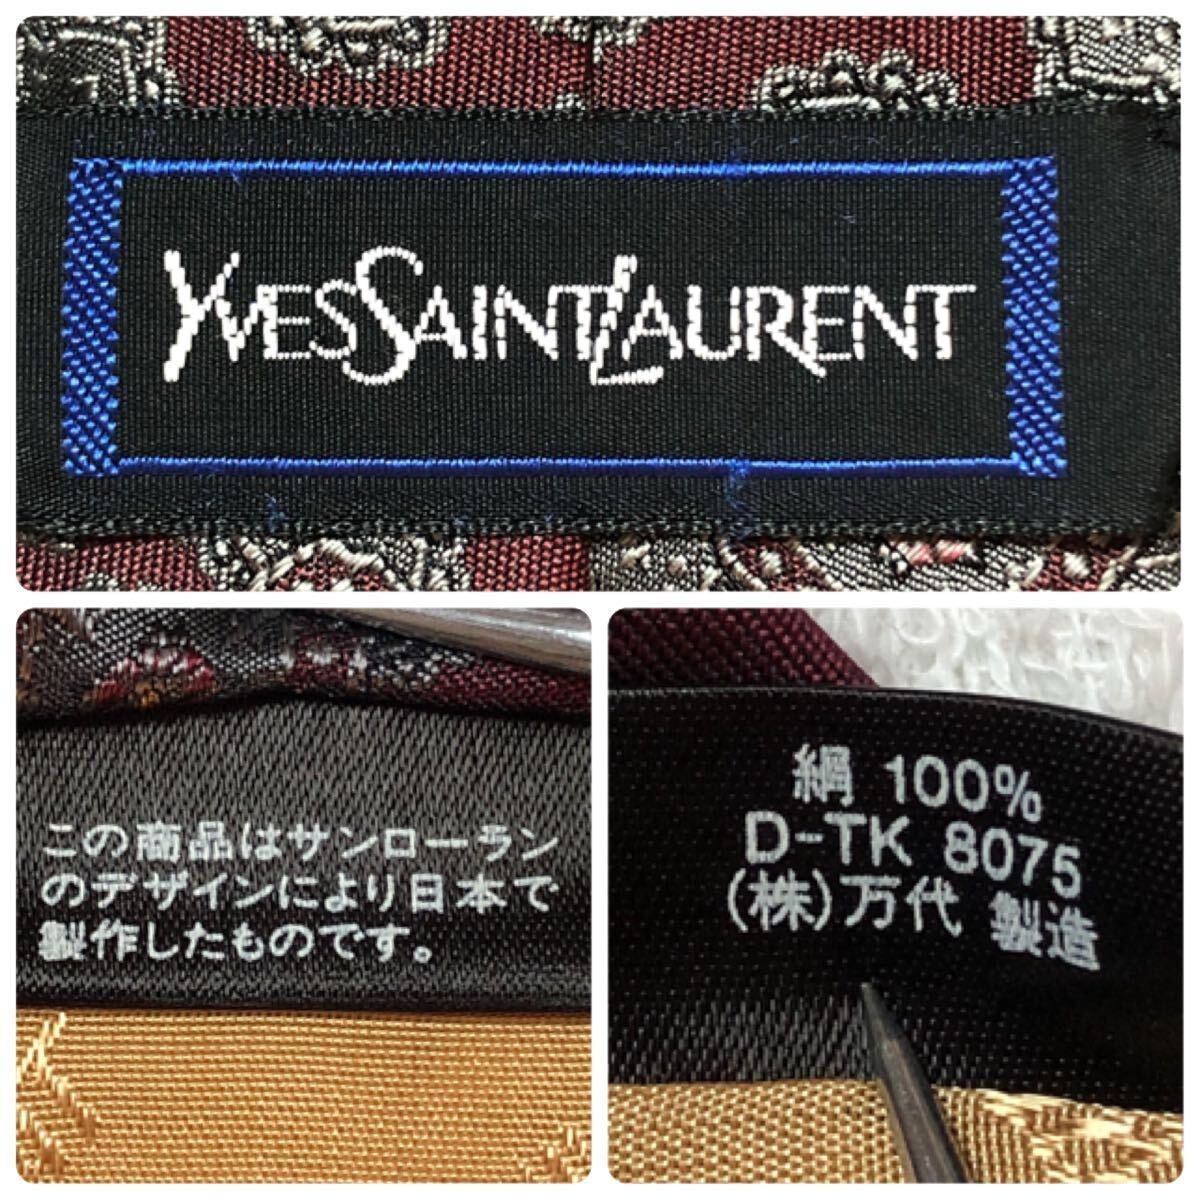 YVESSAINTLAURENT
この商品はサンローラン
のデザインにより日本で
製作したものです。
絹 100%
D-TK 8075
(株)万代 製造